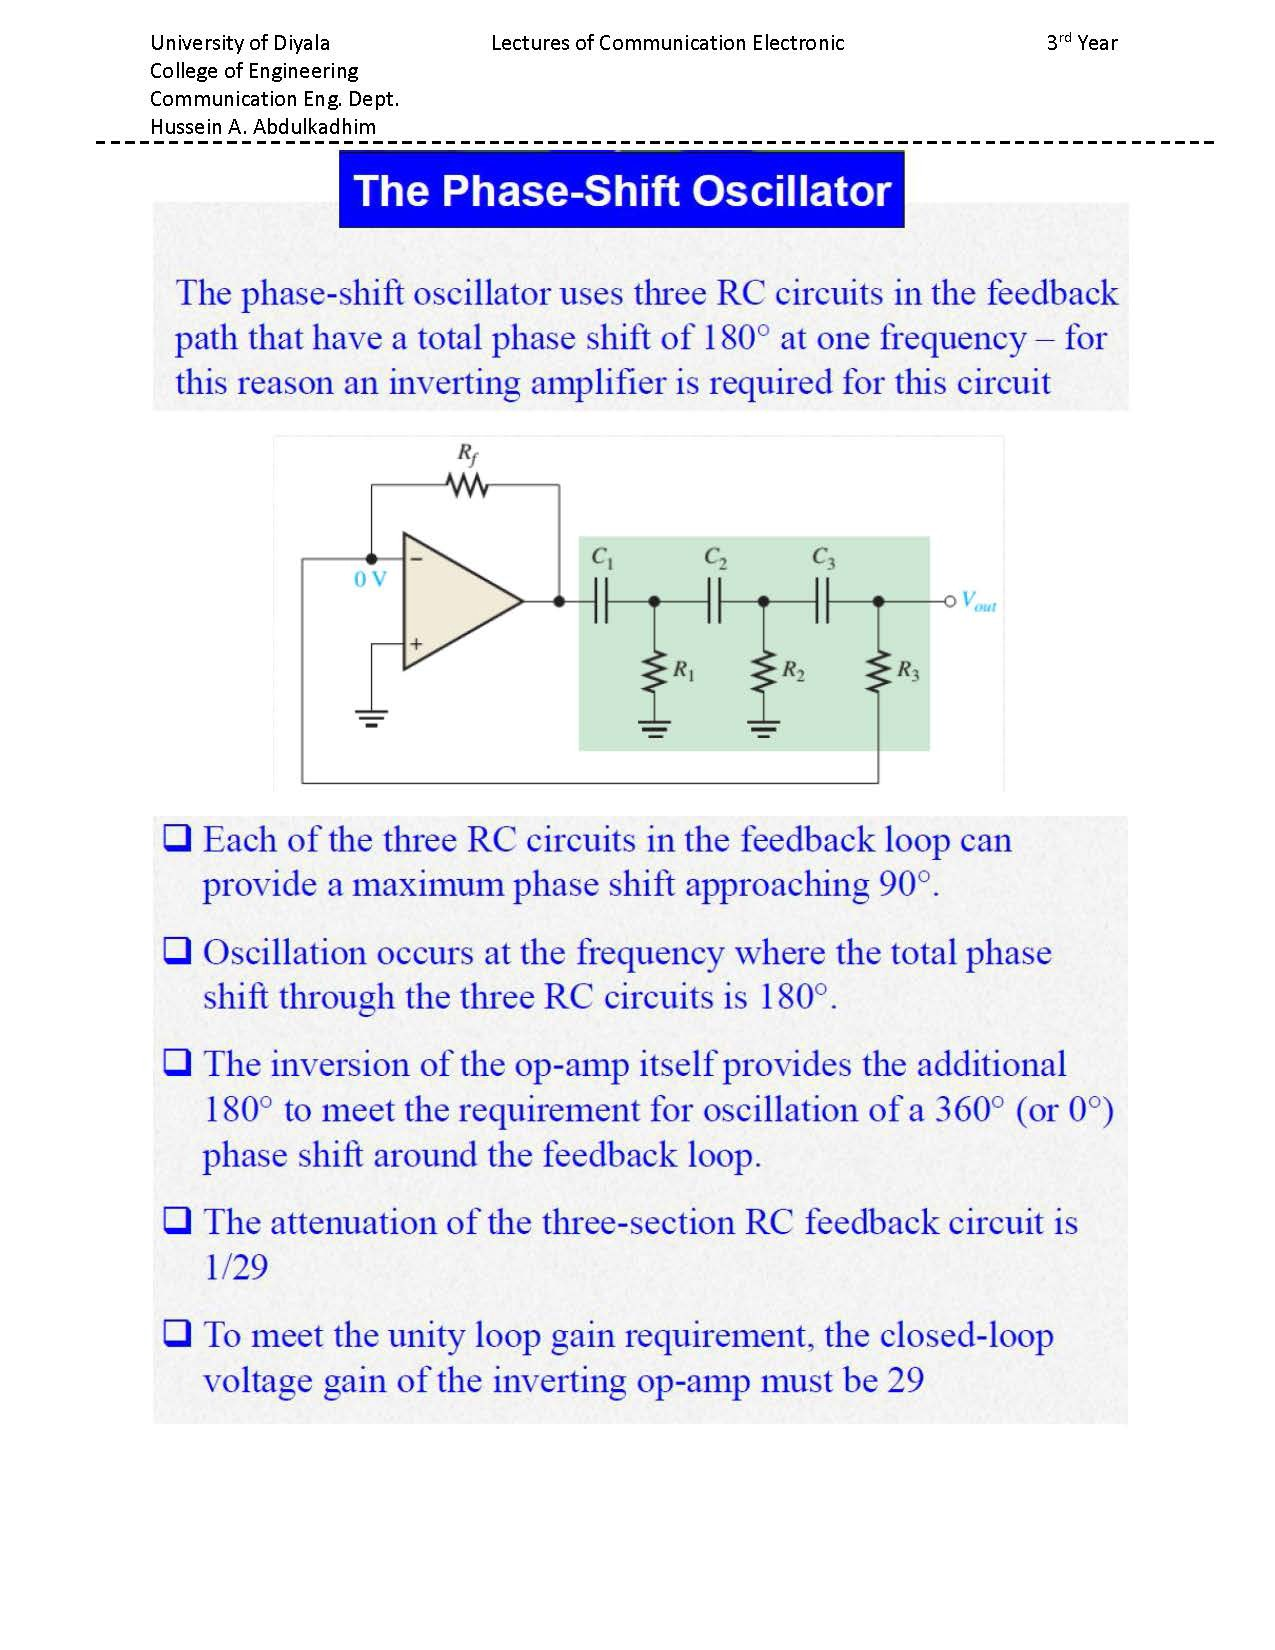 University of Diyala Lectures of Communication Electronic 3rd Year
College of Engineering
Communication Eng. Dept.
Hussein A. Abdulkadhim
The Phase-Shift Oscillator
The phase-shift oscillator uses three RC circuits in the feedback
path that have a total phase shift of 180° at one frequency – for
this reason an inverting amplifier is required for this circuit
Rf
C1 C2 C3
−
0 V
Vout
+
R1 R2 R3
❑ Each of the three RC circuits in the feedback loop can
provide a maximum phase shift approaching 90°.
❑ Oscillation occurs at the frequency where the total phase
shift through the three RC circuits is 180°.
❑ The inversion of the op-amp itself provides the additional
180° to meet the requirement for oscillation of a 360° (or 0°)
phase shift around the feedback loop.
❑ The attenuation of the three-section RC feedback circuit is
1/29
❑ To meet the unity loop gain requirement, the closed-loop
voltage gain of the inverting op-amp must be 29